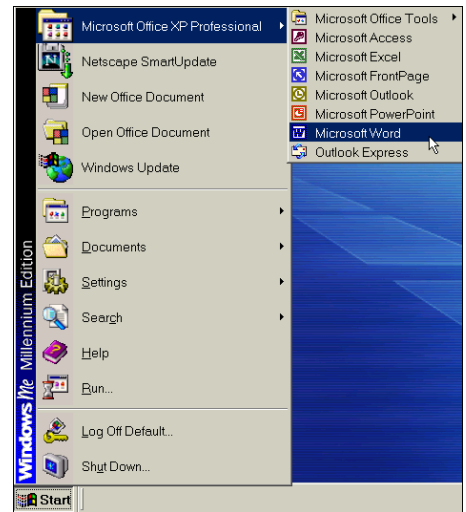 Microsoft Office XP Professional
Netscape SmartUpdate
New Office Document
Open Office Document
Windows Update
Programs
Documents
Settings
Search
Help
Run...
Log Off Default...
Shut Down...
Windows Me Millennium Edition
Start
Microsoft Office Tools
Microsoft Access
Microsoft Excel
Microsoft FrontPage
Microsoft Outlook
Microsoft PowerPoint
Microsoft Word
Outlook Express